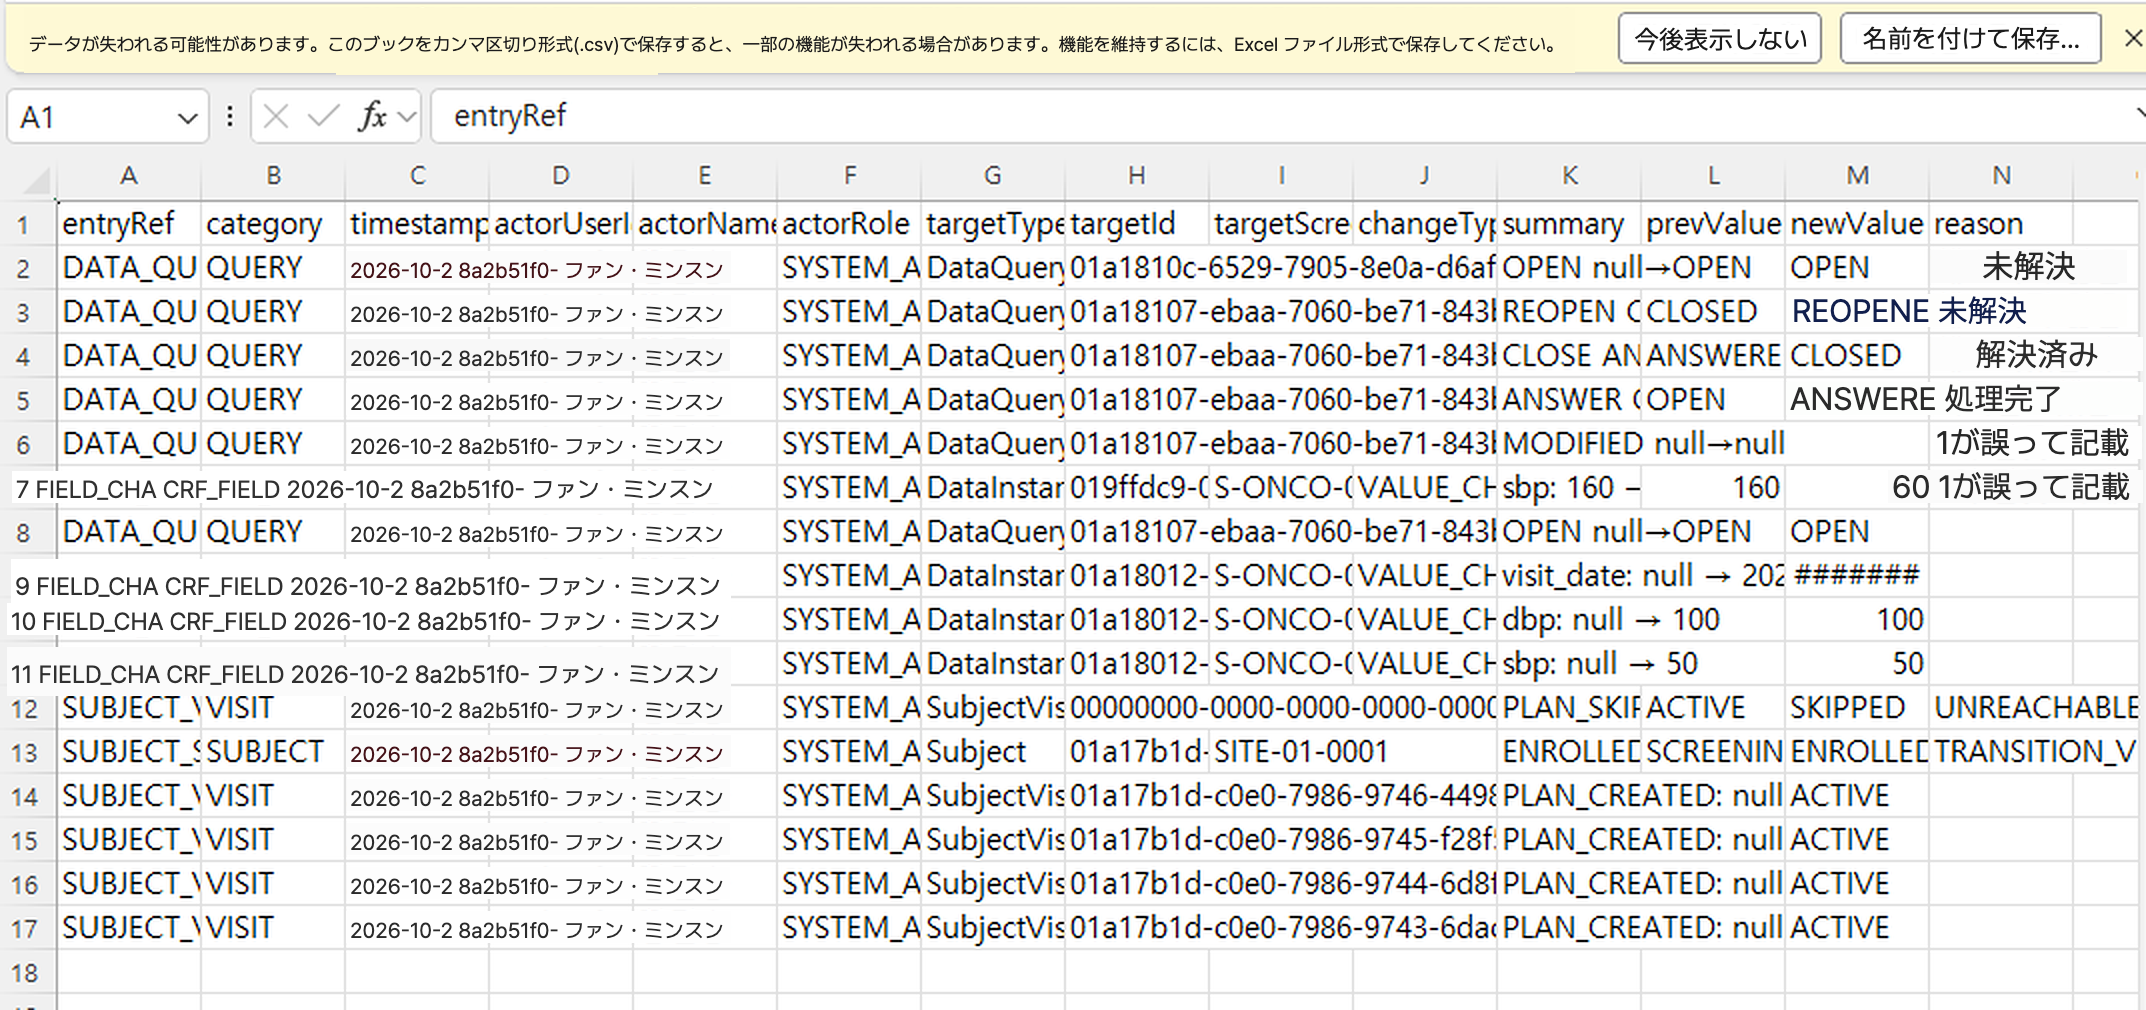 データが失われる可能性があります。このブックをカンマ区切り形式(.csv)で保存すると、一部の機能が失われる場合があります。機能を維持するには、Excel ファイル形式で保存してください。 今後表示しない 名前を付けて保存...
A1 fx entryRef
A B C D E F G H I J K L M N
1 entryRef category timestamp actorUserI actorName actorRole targetType targetId targetScre changeTyp summary prevValue newValue reason
2 DATA_QU QUERY 2026-10-2 8a2b51f0- ファン・ミンスン SYSTEM_A DataQuery 01a1810c-6529-7905-8e0a-d6af OPEN null→OPEN OPEN 未解決
3 DATA_QU QUERY 2026-10-2 8a2b51f0- ファン・ミンスン SYSTEM_A DataQuery 01a18107-ebaa-7060-be71-843b REOPEN C CLOSED REOPENE 未解決
4 DATA_QU QUERY 2026-10-2 8a2b51f0- ファン・ミンスン SYSTEM_A DataQuery 01a18107-ebaa-7060-be71-843b CLOSE AN ANSWERE CLOSED 解決済み
5 DATA_QU QUERY 2026-10-2 8a2b51f0- ファン・ミンスン SYSTEM_A DataQuery 01a18107-ebaa-7060-be71-843b ANSWER C OPEN ANSWERE 処理完了
6 DATA_QU QUERY 2026-10-2 8a2b51f0- ファン・ミンスン SYSTEM_A DataQuery 01a18107-ebaa-7060-be71-843b MODIFIED null→null 1が誤って記載
7 FIELD_CHA CRF_FIELD 2026-10-2 8a2b51f0- ファン・ミンスン SYSTEM_A DataInstar 019ffdc9-0 S-ONCO-0 VALUE_CH sbp: 160 – 160 60 1が誤って記載
8 DATA_QU QUERY 2026-10-2 8a2b51f0- ファン・ミンスン SYSTEM_A DataQuery 01a18107-ebaa-7060-be71-843b OPEN null→OPEN OPEN
9 FIELD_CHA CRF_FIELD 2026-10-2 8a2b51f0- ファン・ミンスン SYSTEM_A DataInstar 01a18012- S-ONCO-0 VALUE_CH visit_date: null → 202 #######
10 FIELD_CHA CRF_FIELD 2026-10-2 8a2b51f0- ファン・ミンスン SYSTEM_A DataInstar 01a18012- S-ONCO-0 VALUE_CH dbp: null → 100 100
11 FIELD_CHA CRF_FIELD 2026-10-2 8a2b51f0- ファン・ミンスン SYSTEM_A DataInstar 01a18012- S-ONCO-0 VALUE_CH sbp: null → 50 50
12 SUBJECT_V VISIT 2026-10-2 8a2b51f0- ファン・ミンスン SYSTEM_A SubjectVis 00000000-0000-0000-0000-0000 PLAN_SKIP ACTIVE SKIPPED UNREACHABLE
13 SUBJECT_S SUBJECT 2026-10-2 8a2b51f0- ファン・ミンスン SYSTEM_A Subject 01a17b1d- SITE-01-0001 ENROLLED SCREENIN ENROLLED TRANSITION_V
14 SUBJECT_V VISIT 2026-10-2 8a2b51f0- ファン・ミンスン SYSTEM_A SubjectVis 01a17b1d-c0e0-7986-9746-4498 PLAN_CREATED: null ACTIVE
15 SUBJECT_V VISIT 2026-10-2 8a2b51f0- ファン・ミンスン SYSTEM_A SubjectVis 01a17b1d-c0e0-7986-9745-f28f5 PLAN_CREATED: null ACTIVE
16 SUBJECT_V VISIT 2026-10-2 8a2b51f0- ファン・ミンスン SYSTEM_A SubjectVis 01a17b1d-c0e0-7986-9744-6d8f PLAN_CREATED: null ACTIVE
17 SUBJECT_V VISIT 2026-10-2 8a2b51f0- ファン・ミンスン SYSTEM_A SubjectVis 01a17b1d-c0e0-7986-9743-6dac PLAN_CREATED: null ACTIVE
18